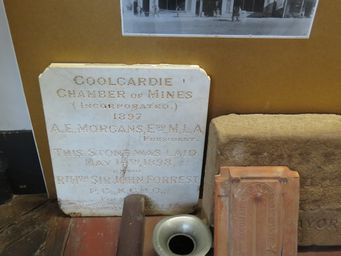 COOLGARDIE
CHAMBER OF MINES
(INCORPORATED.)
1897
A.E. MORGANS, ESQ. M.L.A.
PRESIDENT.
THIS STONE WAS LAID
MAY 1898
BY
RT. HON. SIR JOHN FORREST
P.C., K.C.M.G.,